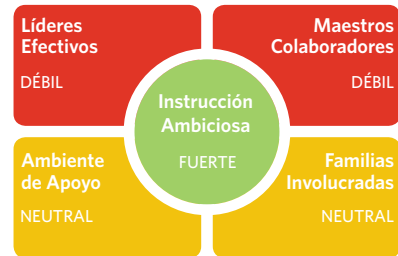 Líderes
Efectivos
DÉBIL
Maestros
Colaboradores
DÉBIL
Instrucción
Ambiciosa
FUERTE
Ambiente
de Apoyo
NEUTRAL
Familias
Involucradas
NEUTRAL